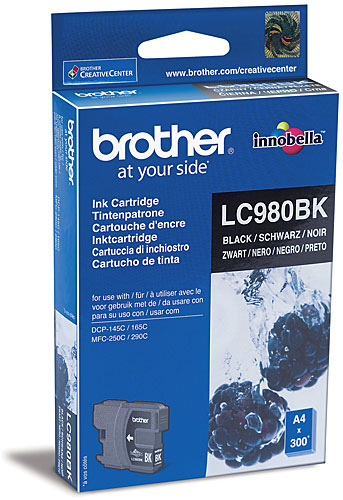 BROTHER
CREATIVECENTER
www.brother.com/creativecenter
brother
at your side
innobella™
Ink Cartridge
Tintenpatrone
Cartouche d'encre
Inktcartridge
Cartuccia di inchiostro
Cartucho de tinta
LC980BK
BLACK / SCHWARZ / NOIR
ZWART / NERO / NEGRO / PRETO
for use with / für / à utiliser avec le
voor gebruik met de / da usare con
para su uso con / usar com
DCP-145C / 165C
MFC-250C / 290C
A4
x
300*
BK
BK
LC980BK